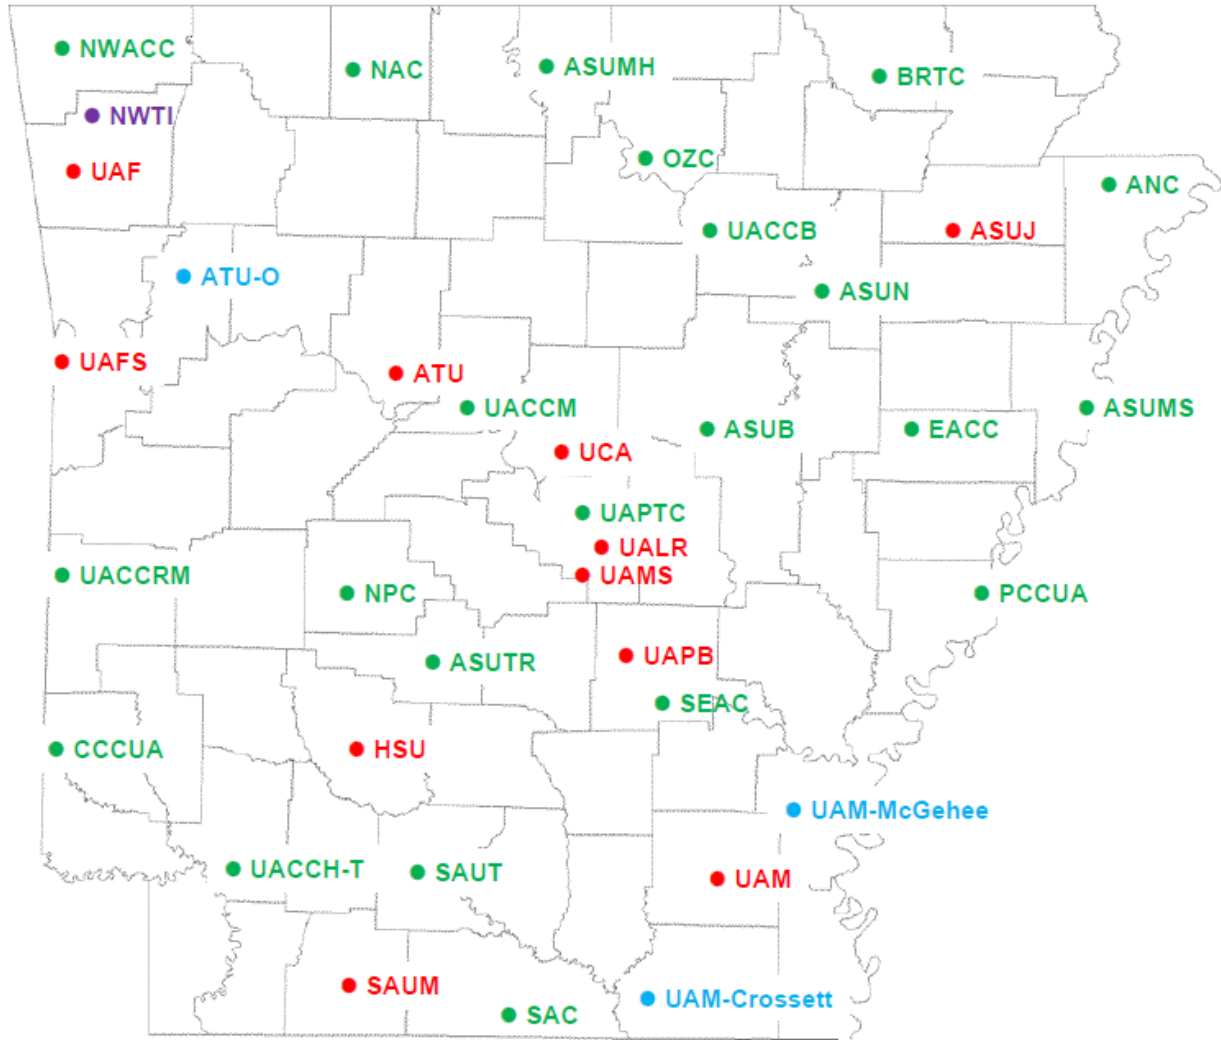 NWACC
NAC
ASUMH
BRTC
NWTI
OZC
UAF
ANC
UACCB
ASUJ
ATU-O
ASUN
UAFS
ATU
UACCM
ASUMS
ASUB
EACC
UCA
UAPTC
UALR
UACCRM
UAMS
NPC
PCCUA
ASUTR
UAPB
SEAC
CCCUA
HSU
UAM-McGehee
UACCH-T
SAUT
UAM
SAUM
UAM-Crossett
SAC